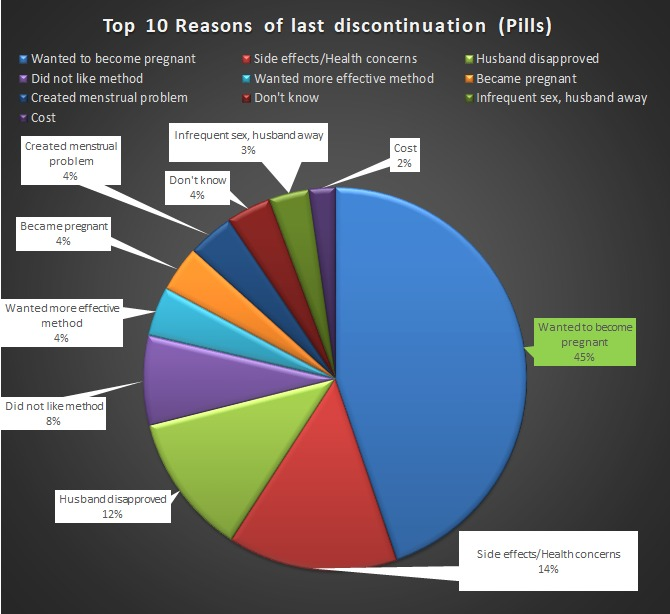 Top 10 Reasons of last discontinuation (Pills)
Wanted to become pregnant
Side effects/Health concerns
Husband disapproved
Did not like method
Wanted more effective method
Became pregnant
Created menstrual problem
Don't know
Infrequent sex, husband away
Cost
Infrequent sex, husband away
3%
Cost
2%
Created menstrual
problem
4%
Don't know
4%
Became pregnant
4%
Wanted more effective
method
4%
Wanted to become
pregnant
45%
Did not like method
8%
Husband disapproved
12%
Side effects/Health concerns
14%